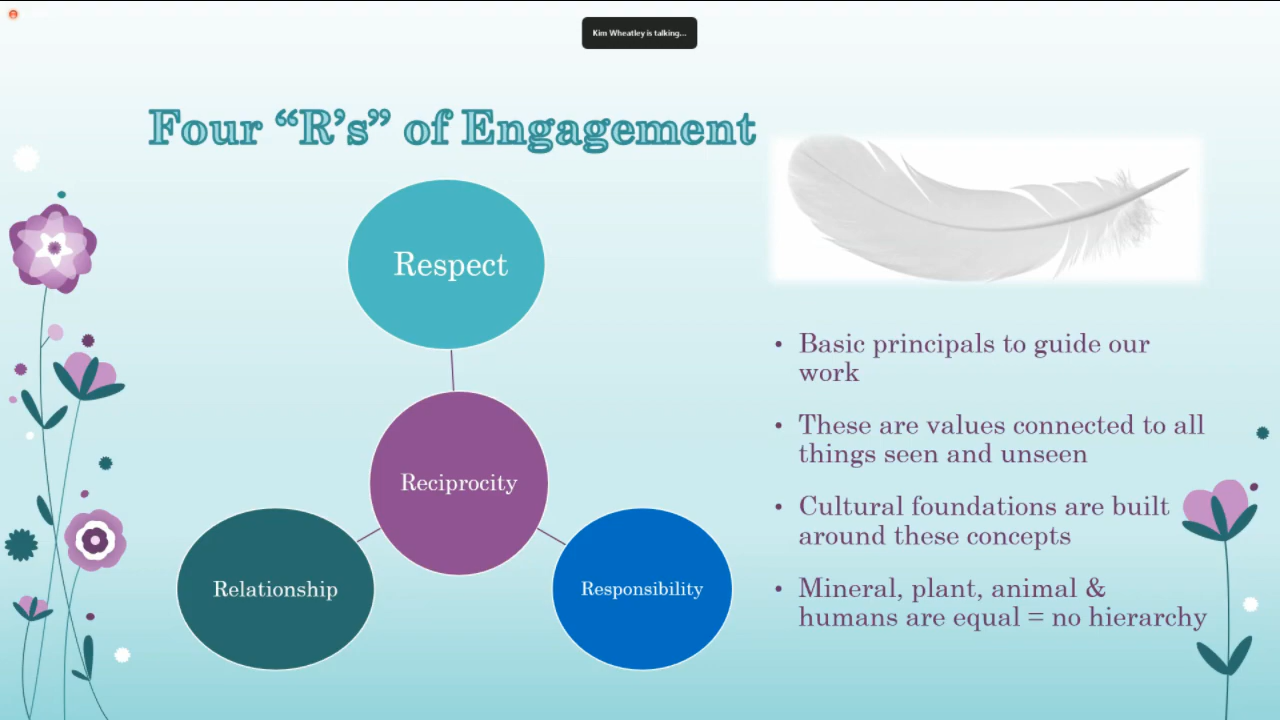 Kim Wheatley is talking...
Four “R’s” of Engagement
Respect
Reciprocity
Relationship
Responsibility
• Basic principals to guide our
work
• These are values connected to all
things seen and unseen
• Cultural foundations are built
around these concepts
• Mineral, plant, animal &
humans are equal = no hierarchy